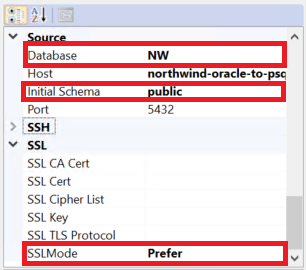 Source
Database NW
Host northwind-oracle-to-psq
Initial Schema public
Port 5432
SSH
SSL
SSL CA Cert
SSL Cert
SSL Cipher List
SSL Key
SSL TLS Protocol
SSLMode Prefer